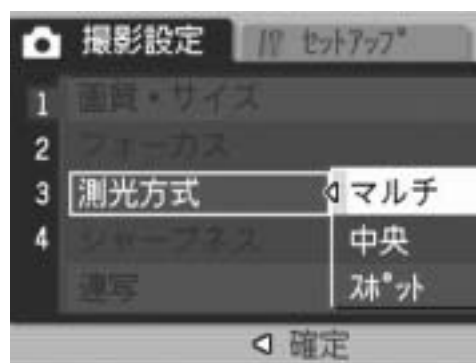 撮影設定 セットアップ
1 画質・サイズ
2 フォーカス
3 測光方式 マルチ
4 シャープネス 中央
連写 スポット
確定